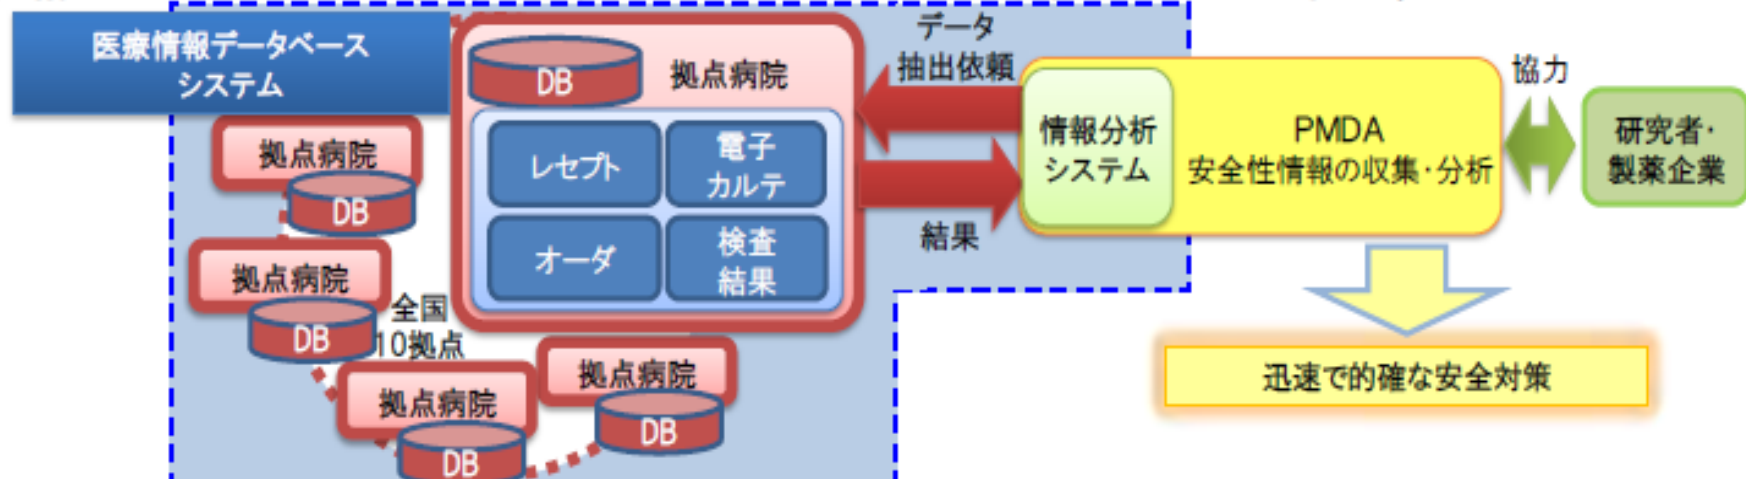 医療情報データベース
システム
DB
拠点病院
レセプト
電子
カルテ
オーダ
検査
結果
データ
抽出依頼
結果
情報分析
システム
PMDA
安全性情報の収集・分析
協力
研究者・
製薬企業
迅速で的確な安全対策
拠点病院
DB
拠点病院
DB
全国
10拠点
拠点病院
DB
拠点病院
DB